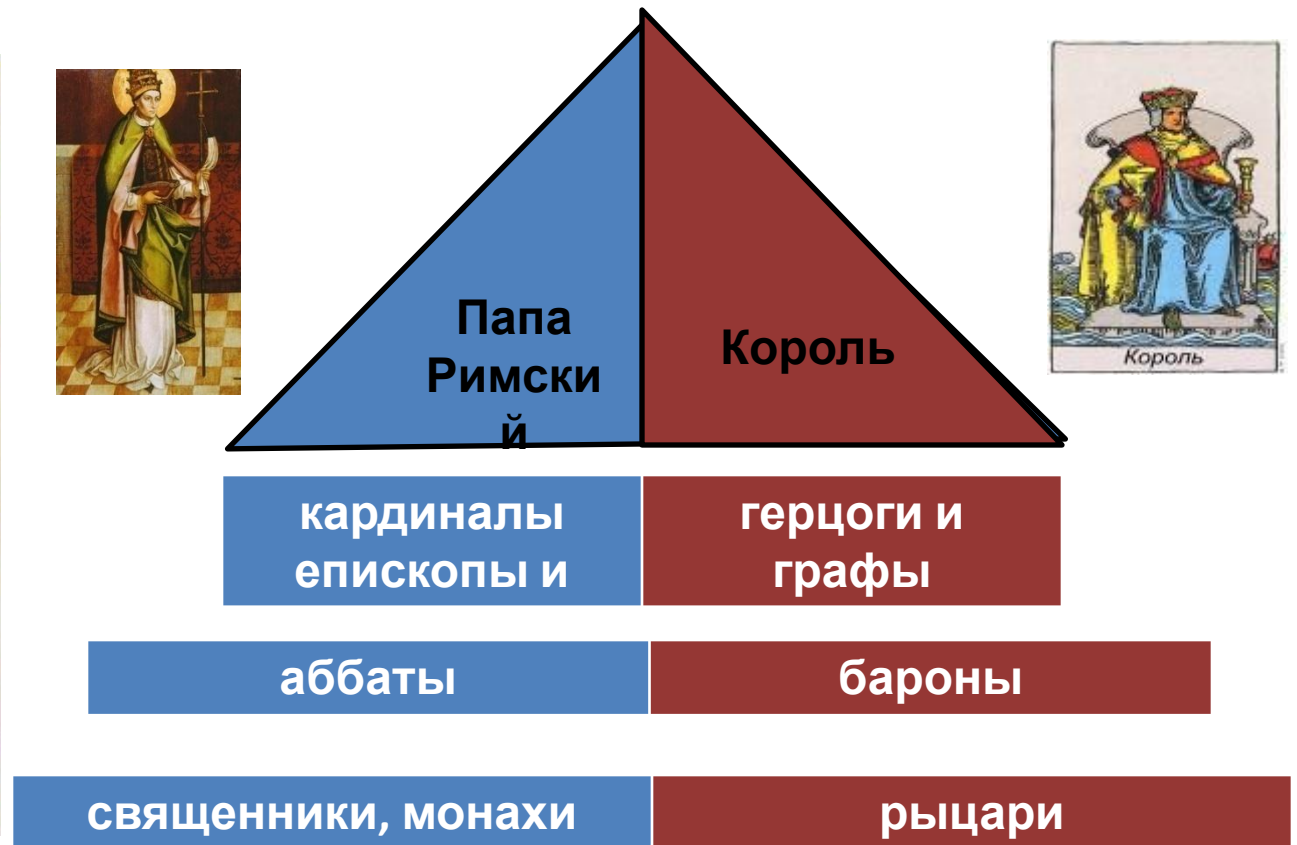 Папа
Римски
й
Король
Король
кардиналы
епископы и
герцоги и
графы
аббаты
бароны
священники, монахи
рыцари